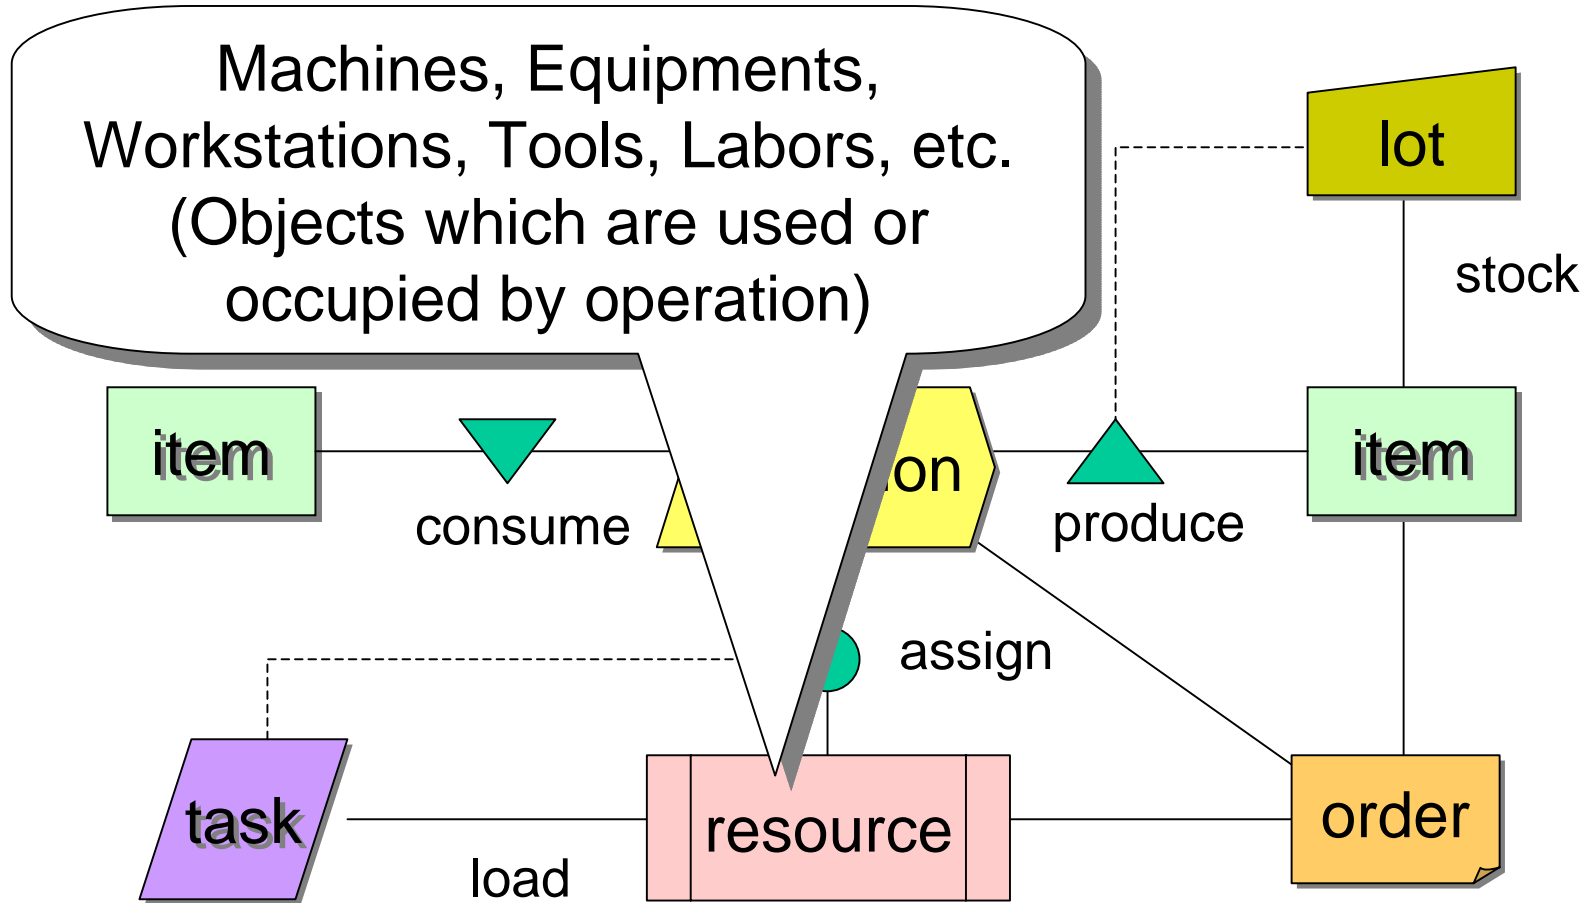 Machines, Equipments,
Workstations, Tools, Labors, etc.
(Objects which are used or
occupied by operation)
lot
stock
item
item
consume
produce
assign
task
resource
order
load